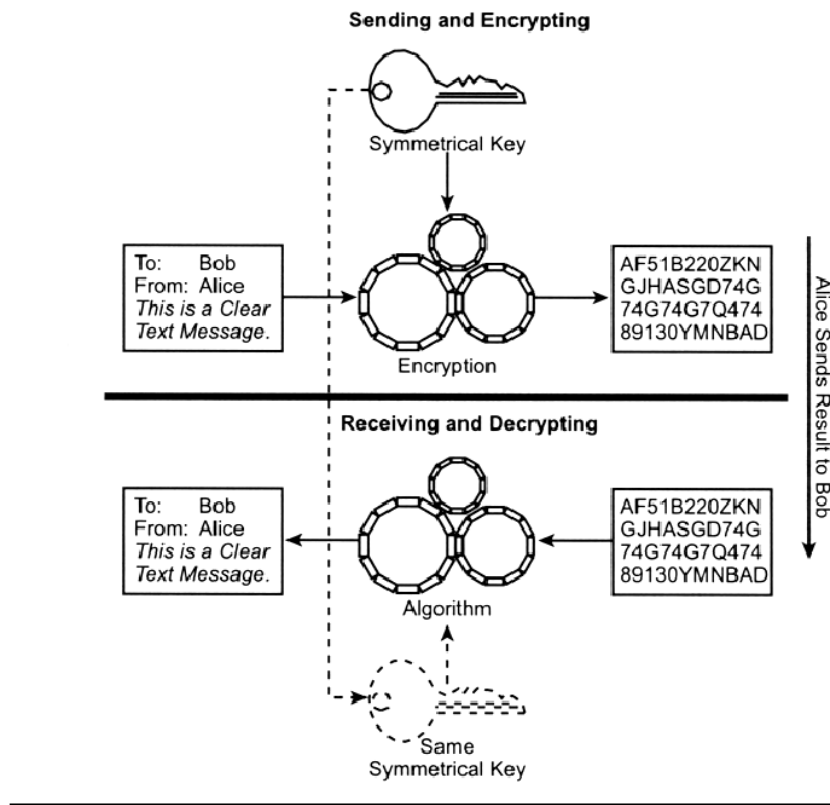 Sending and Encrypting
Symmetrical Key
To: Bob
From: Alice
This is a Clear
Text Message.
Encryption
AF51B220ZKN
GJHASGD74G
74G74G7Q474
89130YMNBAD
Alice Sends Result to Bob
Receiving and Decrypting
To: Bob
From: Alice
This is a Clear
Text Message.
Algorithm
AF51B220ZKN
GJHASGD74G
74G74G7Q474
89130YMNBAD
Same
Symmetrical Key